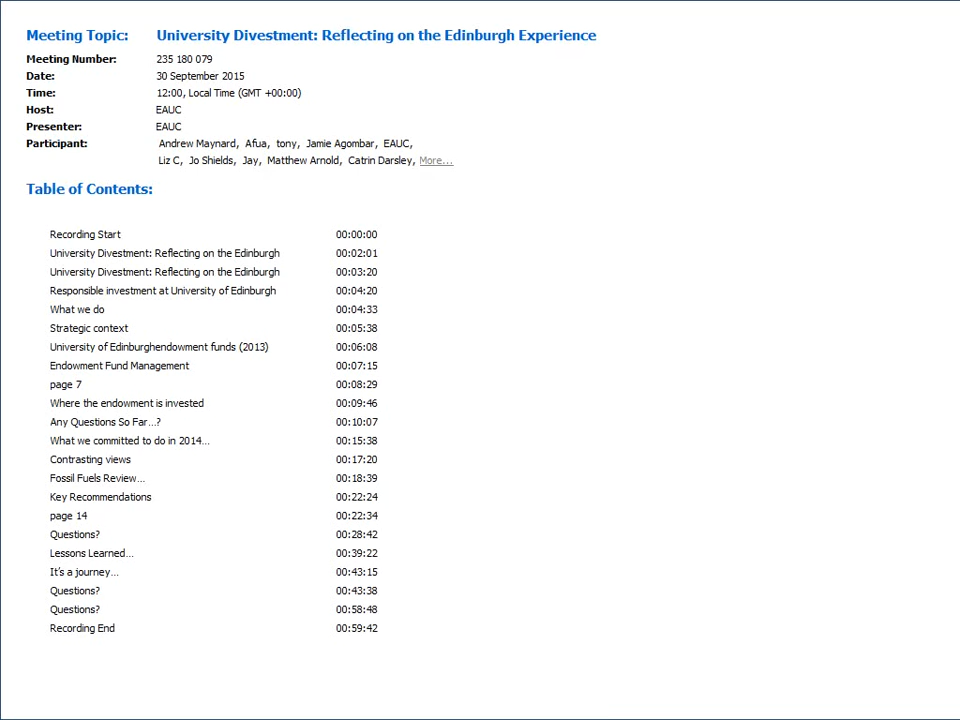 Meeting Topic: University Divestment: Reflecting on the Edinburgh Experience
Meeting Number: 235 180 079
Date: 30 September 2015
Time: 12:00, Local Time (GMT +00:00)
Host: EAUC
Presenter: EAUC
Participant: Andrew Maynard, Afua, tony, Jamie Agombar, EAUC,
Liz C, Jo Shields, Jay, Matthew Arnold, Catrin Darsley, More...
Table of Contents:
Recording Start 00:00:00
University Divestment: Reflecting on the Edinburgh 00:02:01
University Divestment: Reflecting on the Edinburgh 00:03:20
Responsible investment at University of Edinburgh 00:04:20
What we do 00:04:33
Strategic context 00:05:38
University of Edinburghendowment funds (2013) 00:06:08
Endowment Fund Management 00:07:15
page 7 00:08:29
Where the endowment is invested 00:09:46
Any Questions So Far…? 00:10:07
What we committed to do in 2014… 00:15:38
Contrasting views 00:17:20
Fossil Fuels Review… 00:18:39
Key Recommendations 00:22:24
page 14 00:22:34
Questions? 00:28:42
Lessons Learned… 00:39:22
It’s a journey… 00:43:15
Questions? 00:43:38
Questions? 00:58:48
Recording End 00:59:42